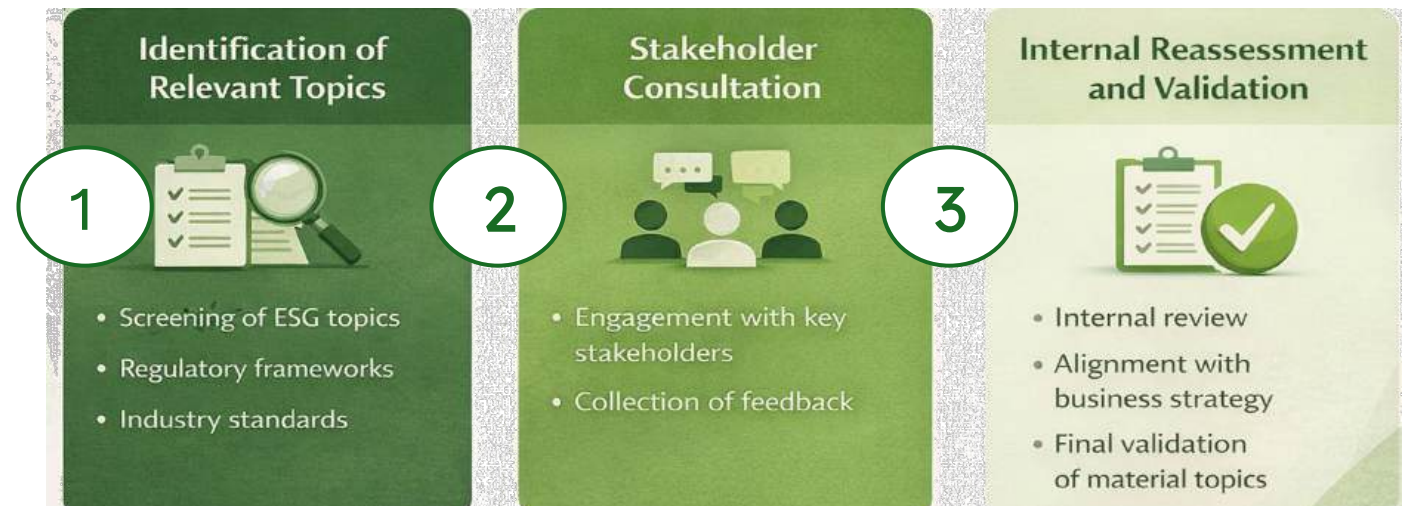 1
Identification of
Relevant Topics
• Screening of ESG topics
• Regulatory frameworks
• Industry standards
2
Stakeholder
Consultation
• Engagement with key
stakeholders
• Collection of feedback
3
Internal Reassessment
and Validation
• Internal review
• Alignment with
business strategy
• Final validation
of material topics